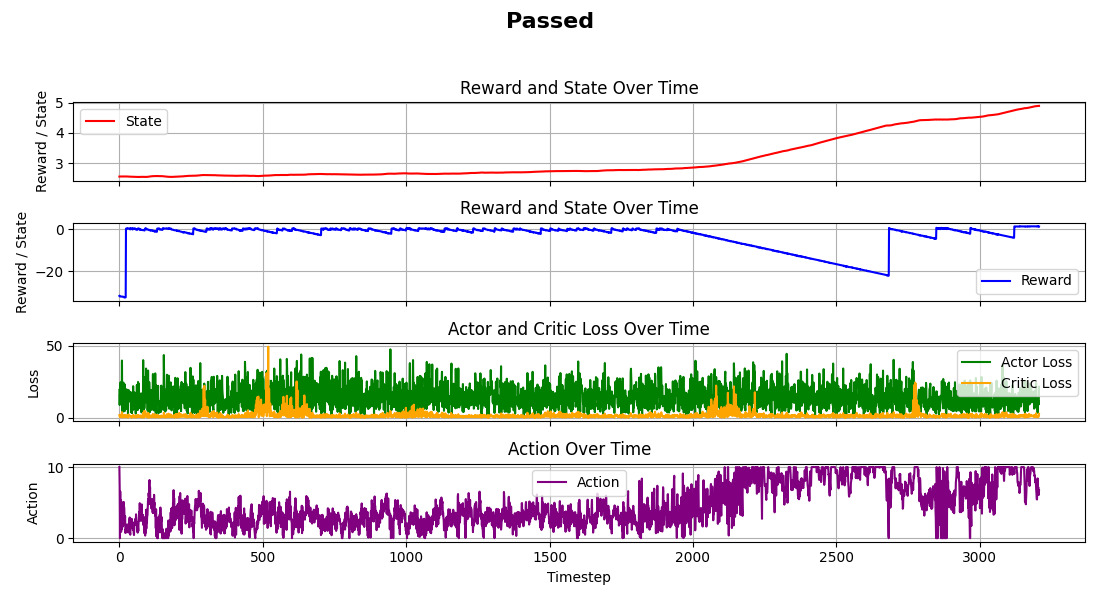 Passed
Reward and State Over Time
Reward / State
5
4
3
State
Reward and State Over Time
Reward / State
0
−20
Reward
Actor and Critic Loss Over Time
Loss
50
0
Actor Loss
Critic Loss
Action Over Time
Action
10
0
Action
0 500 1000 1500 2000 2500 3000
Timestep